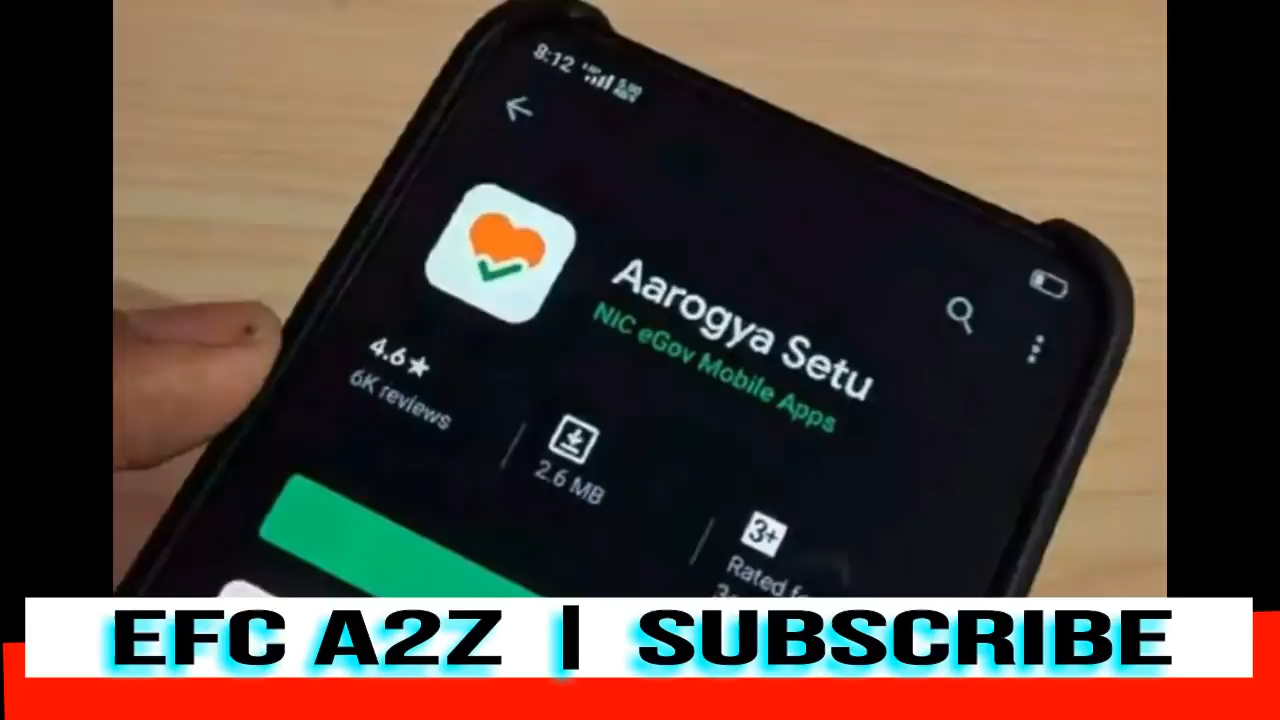 8:12
Aarogya Setu
NIC eGov Mobile Apps
4.6★
6K reviews
2.6 MB
3+
Rated
EFC A2Z | SUBSCRIBE